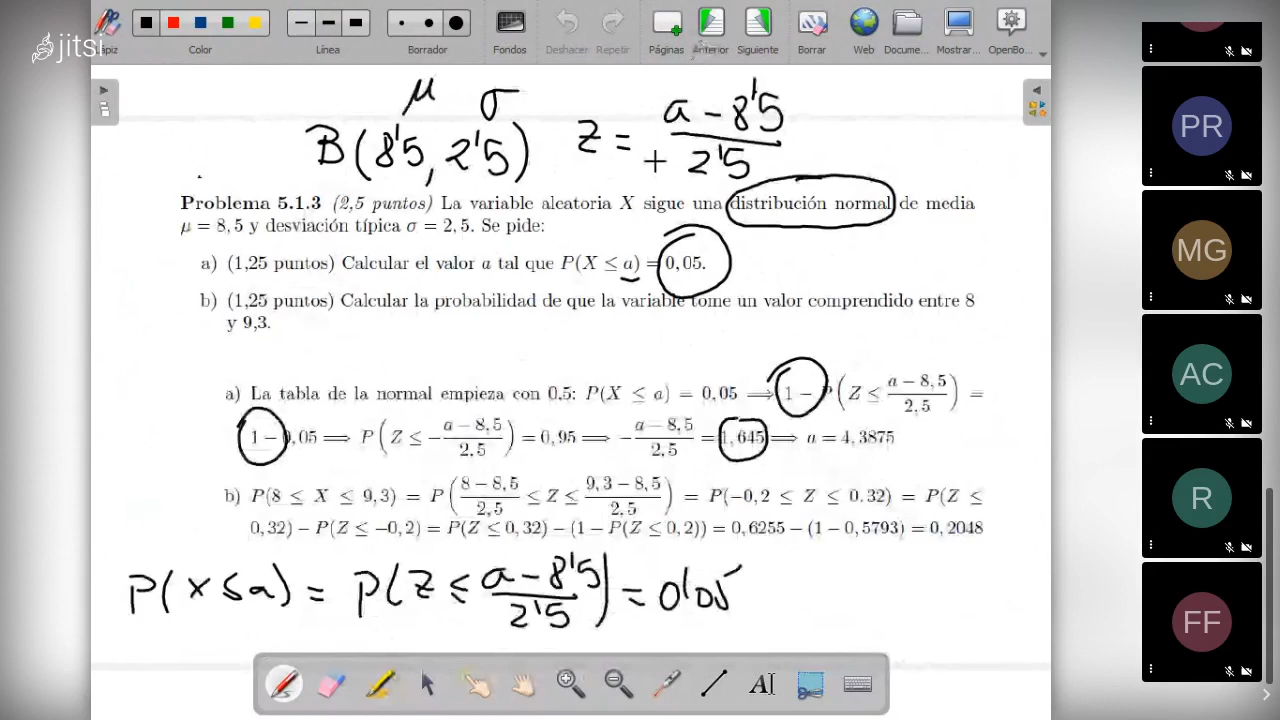 jitsi
Lápiz Color Línea Borrador Fondos Deshacer Repetir Páginas Anterior Siguiente Borrar Web Docume... Mostrar... OpenBo...
μ σ
B(8'5, 2'5) Z = a - 8'5 / + 2'5
Problema 5.1.3 (2,5 puntos) La variable aleatoria X sigue una distribución normal de media
μ = 8,5 y desviación típica σ = 2,5. Se pide:
a) (1,25 puntos) Calcular el valor a tal que P(X ≤ a) = 0,05.
b) (1,25 puntos) Calcular la probabilidad de que la variable tome un valor comprendido entre 8
y 9,3.
a) La tabla de la normal empieza con 0.5: P(X ≤ a) = 0,05 ⟹ 1 − P(Z ≤ a − 8,5 / 2,5) =
1 − 0,05 ⟹ P(Z ≤ − a − 8,5 / 2,5) = 0,95 ⟹ − a − 8,5 / 2,5 = 1,645 ⟹ a = 4,3875
b) P(8 ≤ X ≤ 9,3) = P(8 − 8,5 / 2,5 ≤ Z ≤ 9,3 − 8,5 / 2,5) = P(−0,2 ≤ Z ≤ 0.32) = P(Z ≤
0,32) − P(Z ≤ −0,2) = P(Z ≤ 0,32) − (1 − P(Z ≤ 0,2)) = 0,6255 − (1 − 0,5793) = 0,2048
P(X ≤ a) = P(Z ≤ a - 8'5 / 2'5) = 0'05
AI
PR
MG
AC
R
FF